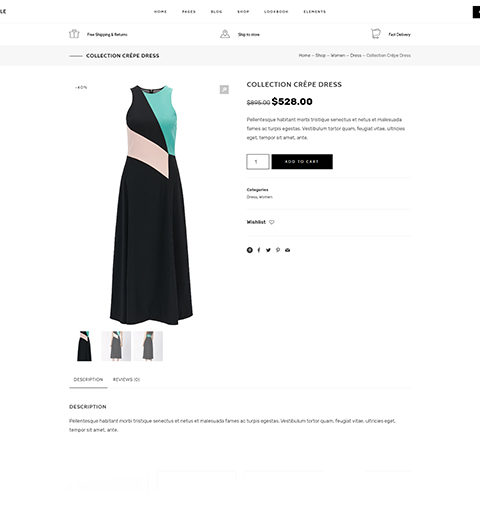 LE
HOME PAGES BLOG SHOP LOOKBOOK ELEMENTS
Free Shipping & Returns
Ship to store
Fast Delivery
COLLECTION CRÊPE DRESS
Home – Shop – Women – Dress – Collection Crêpe Dress
-40%
COLLECTION CRÊPE DRESS
$895.00 $528.00
Pellentesque habitant morbi tristique senectus et netus et malesuada
fames ac turpis egestas. Vestibulum tortor quam, feugiat vitae, ultricies
eget, tempor sit amet, ante.
1
ADD TO CART
Categories
Dress, Women
Wishlist
DESCRIPTION REVIEWS (0)
DESCRIPTION
Pellentesque habitant morbi tristique senectus et netus et malesuada fames ac turpis egestas. Vestibulum tortor quam, feugiat vitae, ultricies eget,
tempor sit amet, ante.